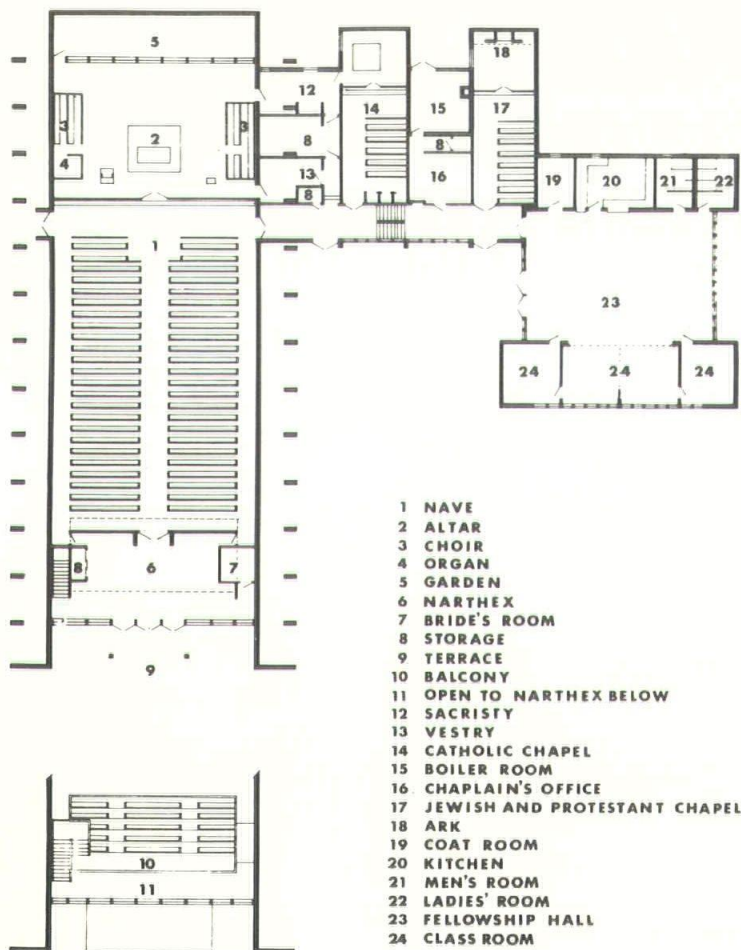 5
12
18
3
3
14
15
17
2
8
8
4
13
16
19
20
21
22
8
1
23
24
24
24
8
6
7
9
10
11
1 NAVE
2 ALTAR
3 CHOIR
4 ORGAN
5 GARDEN
6 NARTHEX
7 BRIDE'S ROOM
8 STORAGE
9 TERRACE
10 BALCONY
11 OPEN TO NARTHEX BELOW
12 SACRISTY
13 VESTRY
14 CATHOLIC CHAPEL
15 BOILER ROOM
16 CHAPLAIN'S OFFICE
17 JEWISH AND PROTESTANT CHAPEL
18 ARK
19 COAT ROOM
20 KITCHEN
21 MEN'S ROOM
22 LADIES' ROOM
23 FELLOWSHIP HALL
24 CLASS ROOM